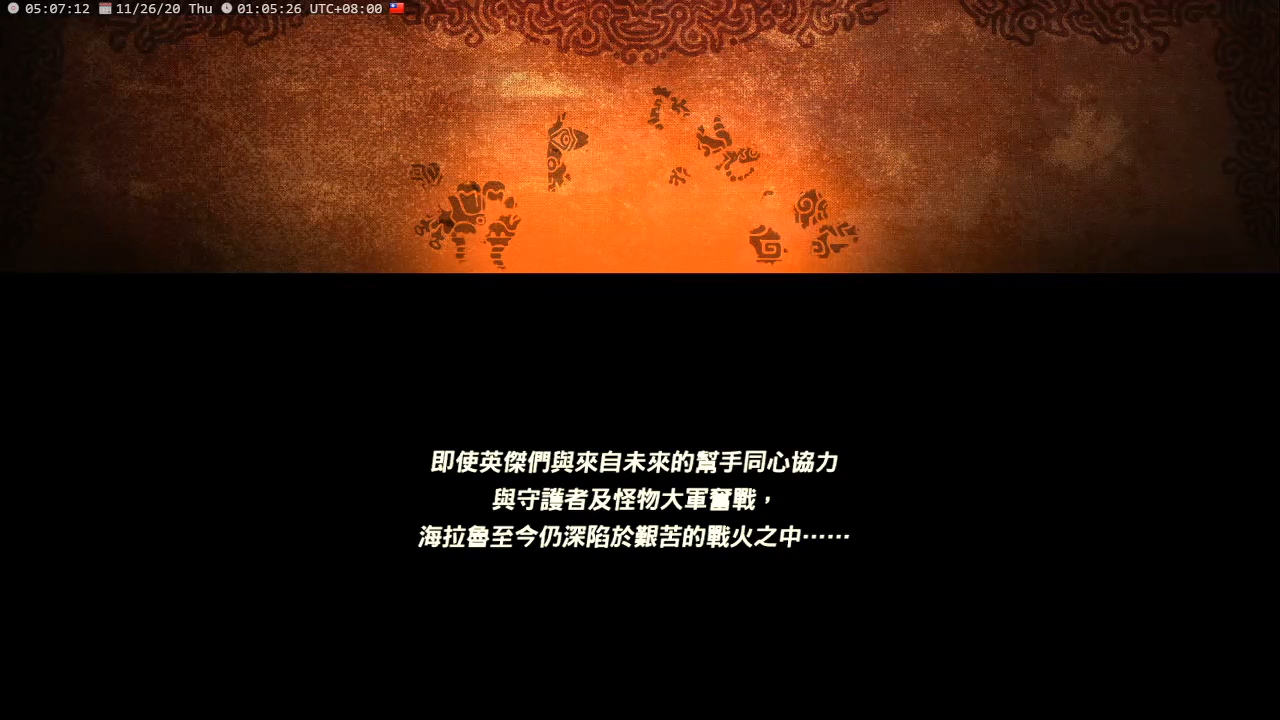 05:07:12 11/26/20 Thu 01:05:26 UTC+08:00
即使英傑們與來自未來的幫手同心協力
與守護者及怪物大軍奮戰，
海拉魯至今仍深陷於艱苦的戰火之中……